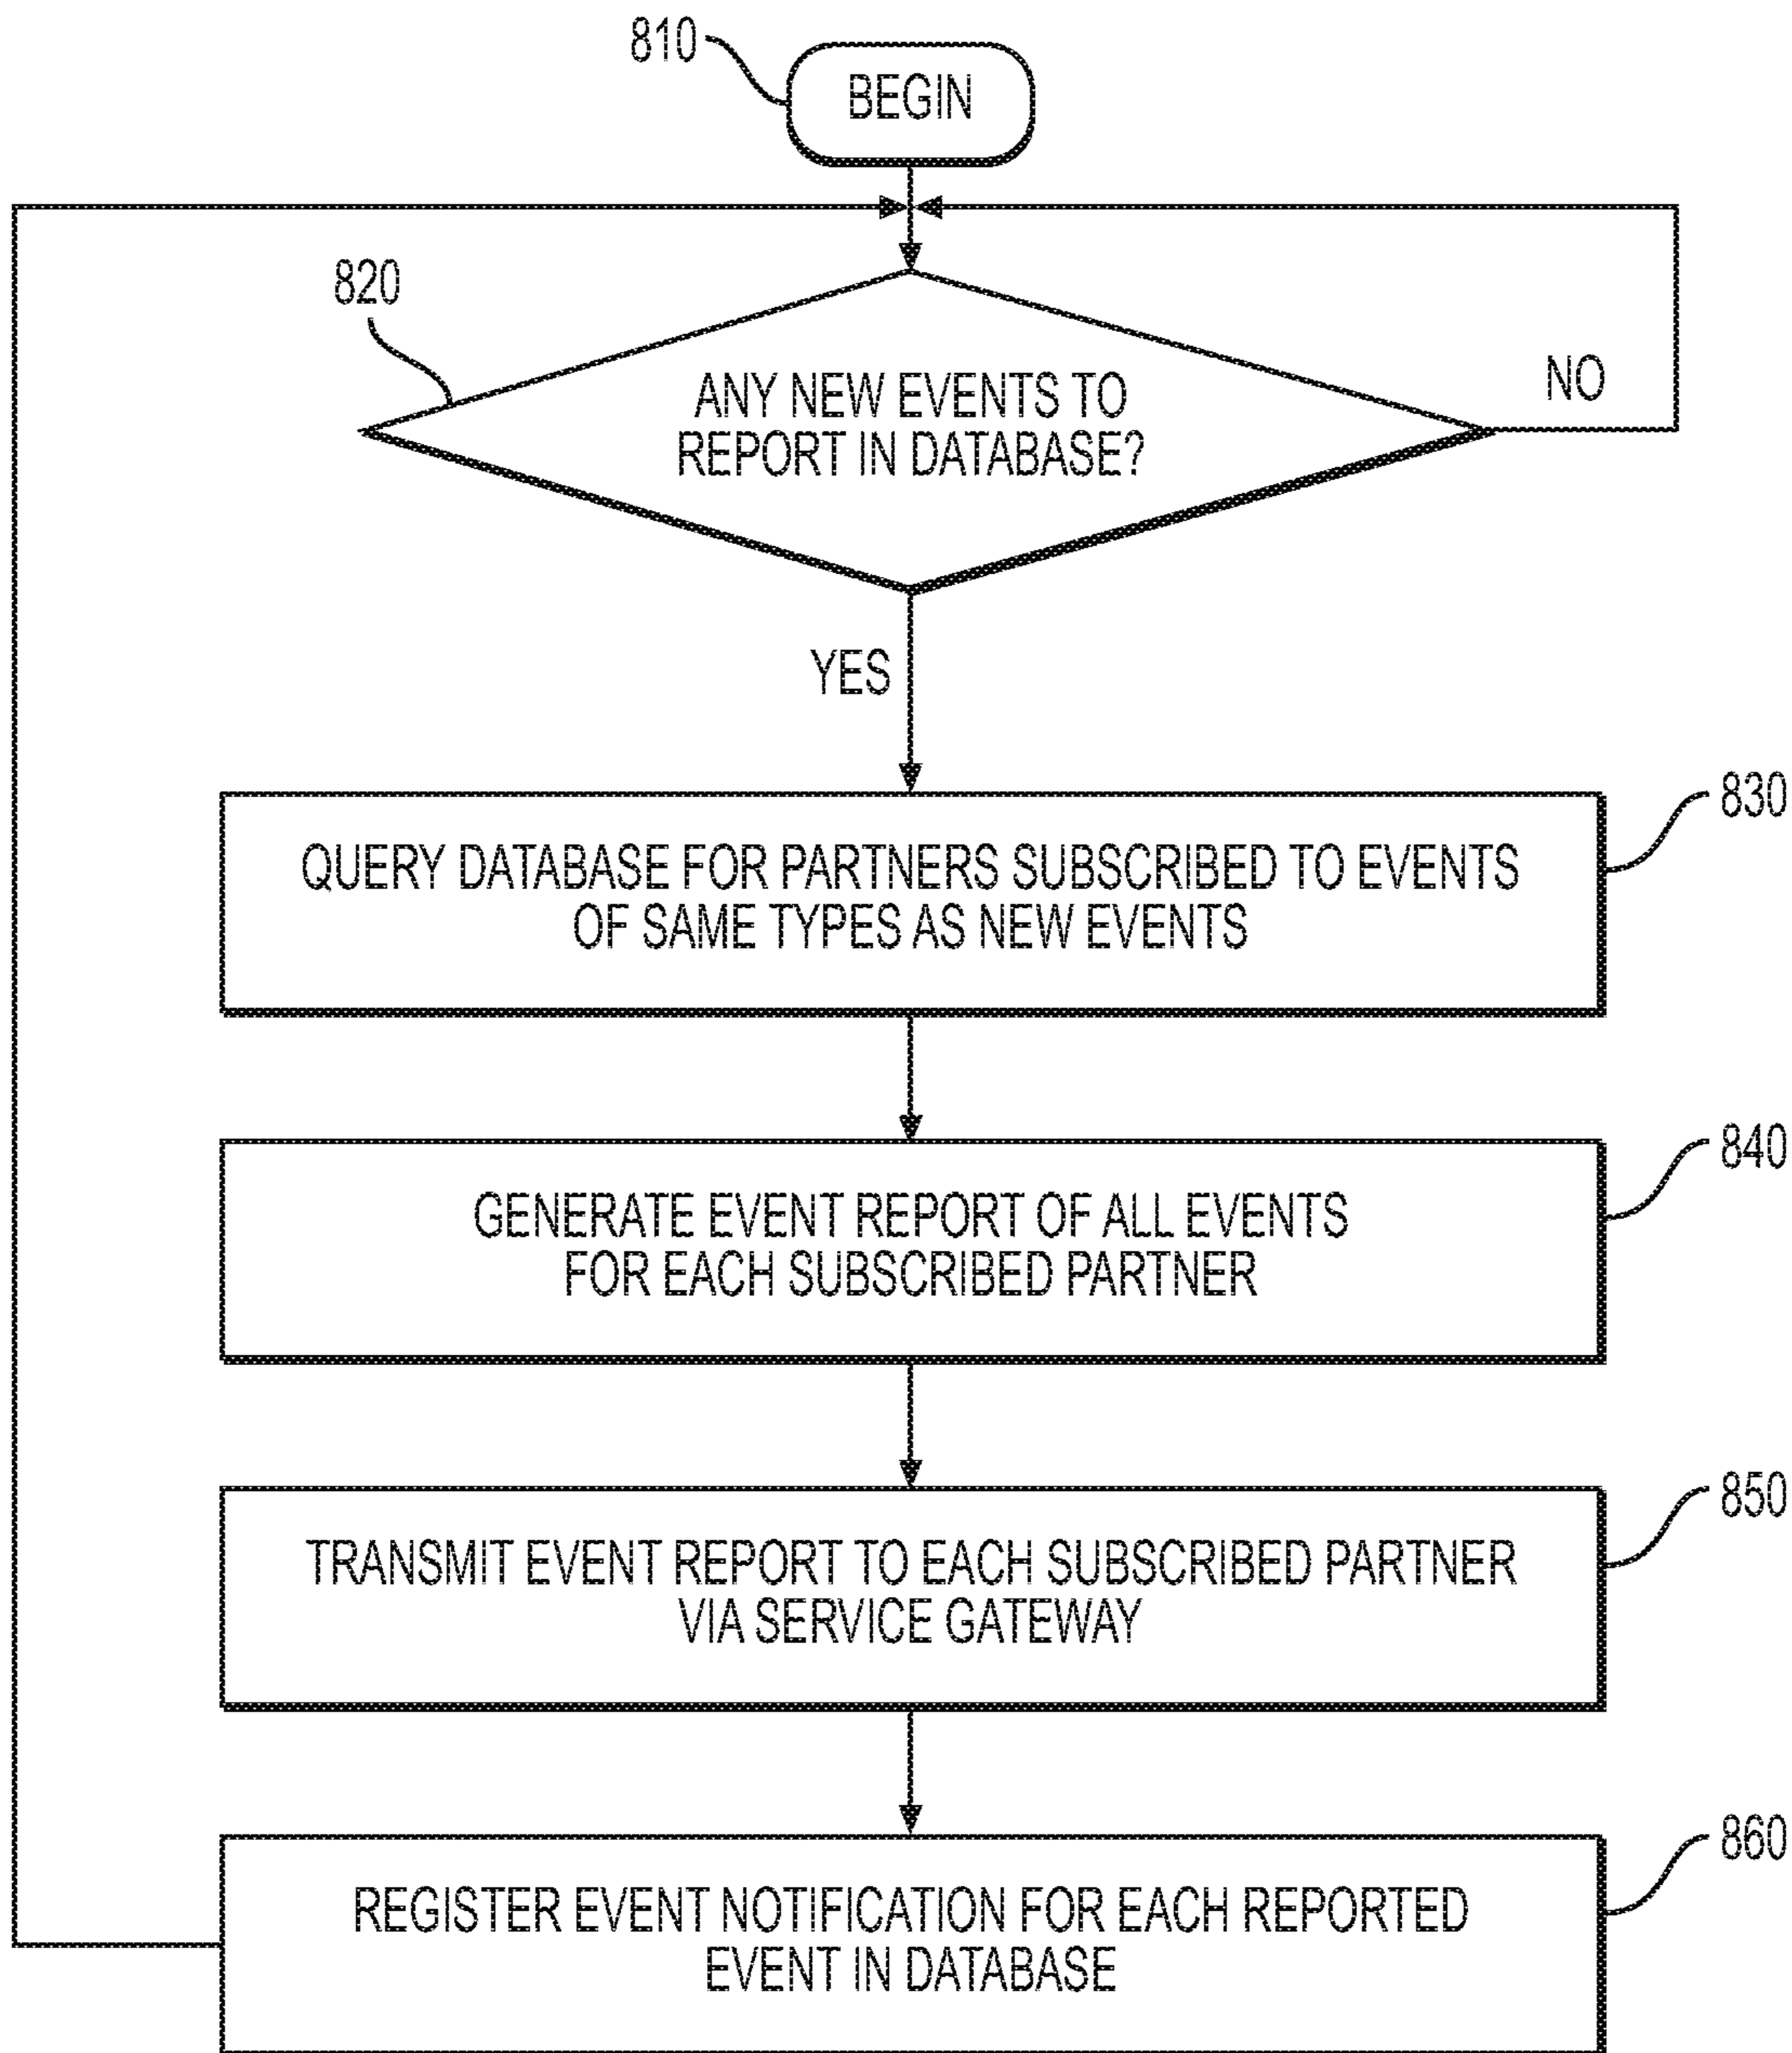 810
BEGIN
820
ANY NEW EVENTS TO
REPORT IN DATABASE?
NO
YES
830
QUERY DATABASE FOR PARTNERS SUBSCRIBED TO EVENTS
OF SAME TYPES AS NEW EVENTS
840
GENERATE EVENT REPORT OF ALL EVENTS
FOR EACH SUBSCRIBED PARTNER
850
TRANSMIT EVENT REPORT TO EACH SUBSCRIBED PARTNER
VIA SERVICE GATEWAY
860
REGISTER EVENT NOTIFICATION FOR EACH REPORTED
EVENT IN DATABASE